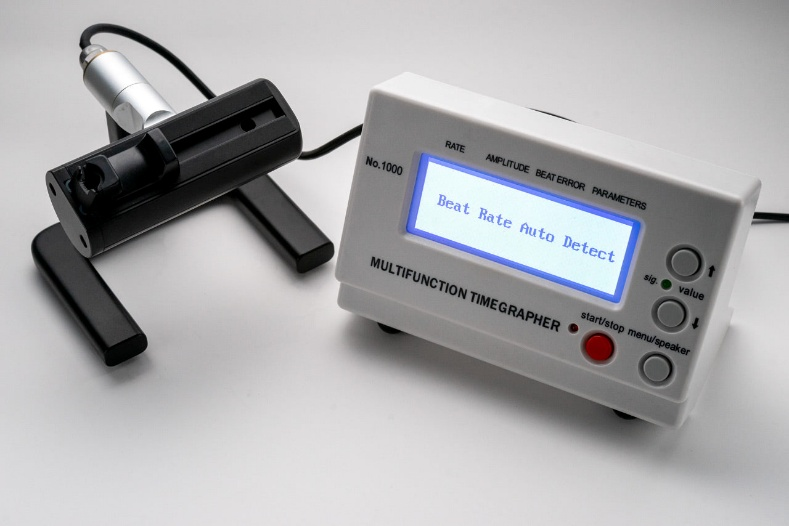 RATE AMPLITUDE BEAT ERROR PARAMETERS
No.1000
Beat Rate Auto Detect
sig. value
MULTIFUNCTION TIMEGRAPHER
start/stop menu/speaker